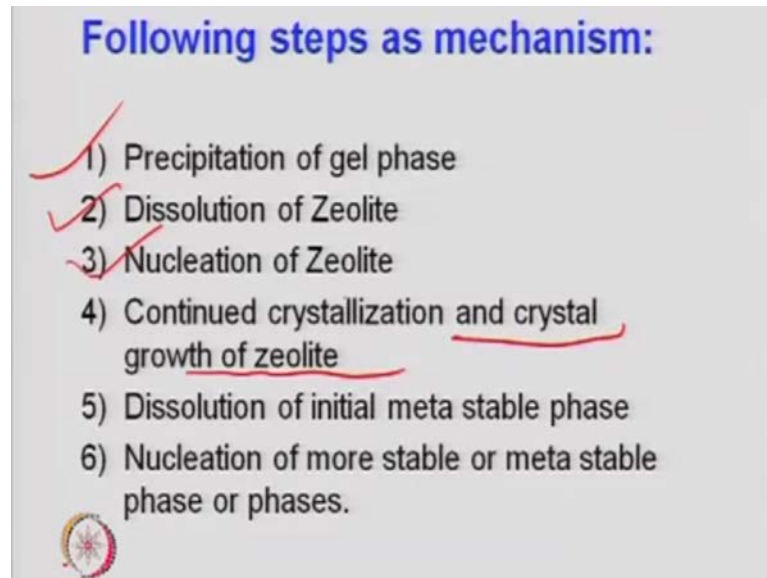 Following steps as mechanism:
1) Precipitation of gel phase
2) Dissolution of Zeolite
3) Nucleation of Zeolite
4) Continued crystallization and crystal
growth of zeolite
5) Dissolution of initial meta stable phase
6) Nucleation of more stable or meta stable
phase or phases.